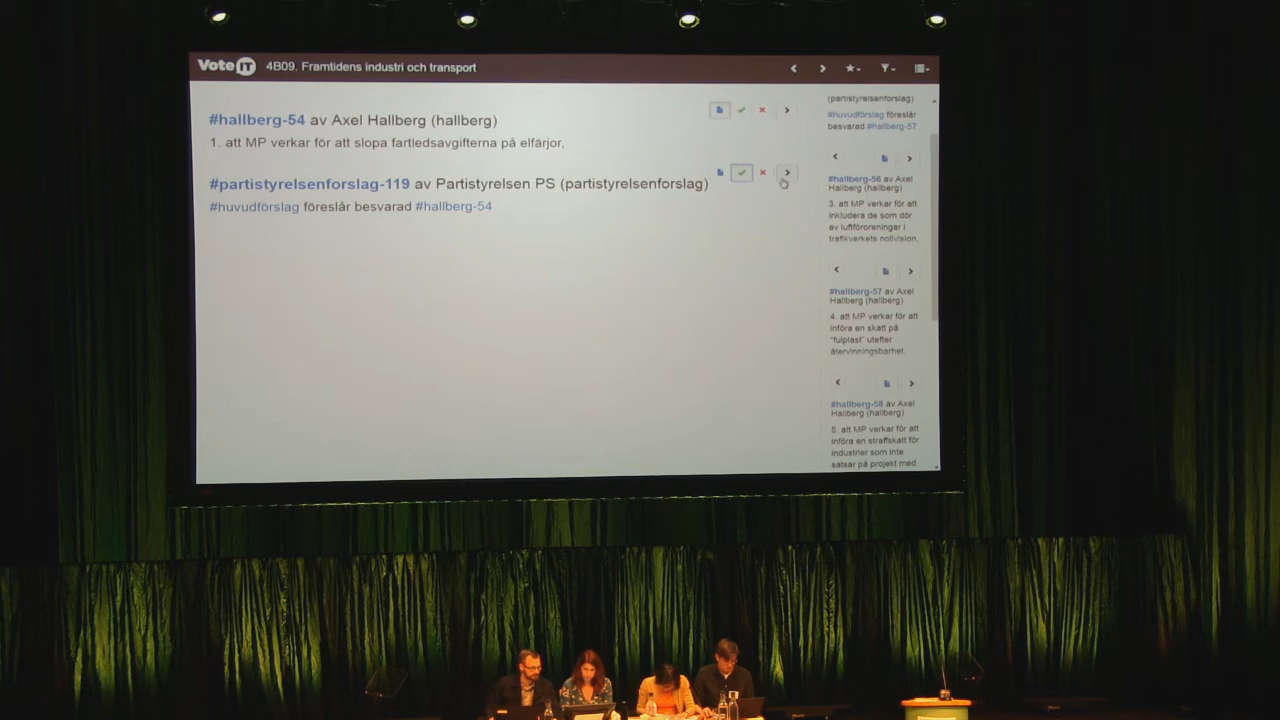 VoteIT 4B09. Framtidens industri och transport
#hallberg-54 av Axel Hallberg (hallberg)
1. att MP verkar för att slopa fartledsavgifterna på elfärjor,
#partistyrelsenforslag-119 av Partistyrelsen PS (partistyrelsenforslag)
#huvudförslag föreslår besvarad #hallberg-54
(partistyrelsenforslag)
#huvudförslag föreslår
besvarad #hallberg-57
#hallberg-56 av Axel
Hallberg (hallberg)
3. att MP verkar för att
inkludera de som dör
av luftföroreningar i
trafikverkets nollvision.
#hallberg-57 av Axel
Hallberg (hallberg)
4. att MP verkar för att
införa en skatt på
"fulplast" utefter
återvinningsbarhet.
#hallberg-58 av Axel
Hallberg (hallberg)
5. att MP verkar för att
införa en straffskatt för
industrier som inte
satsar på projekt med